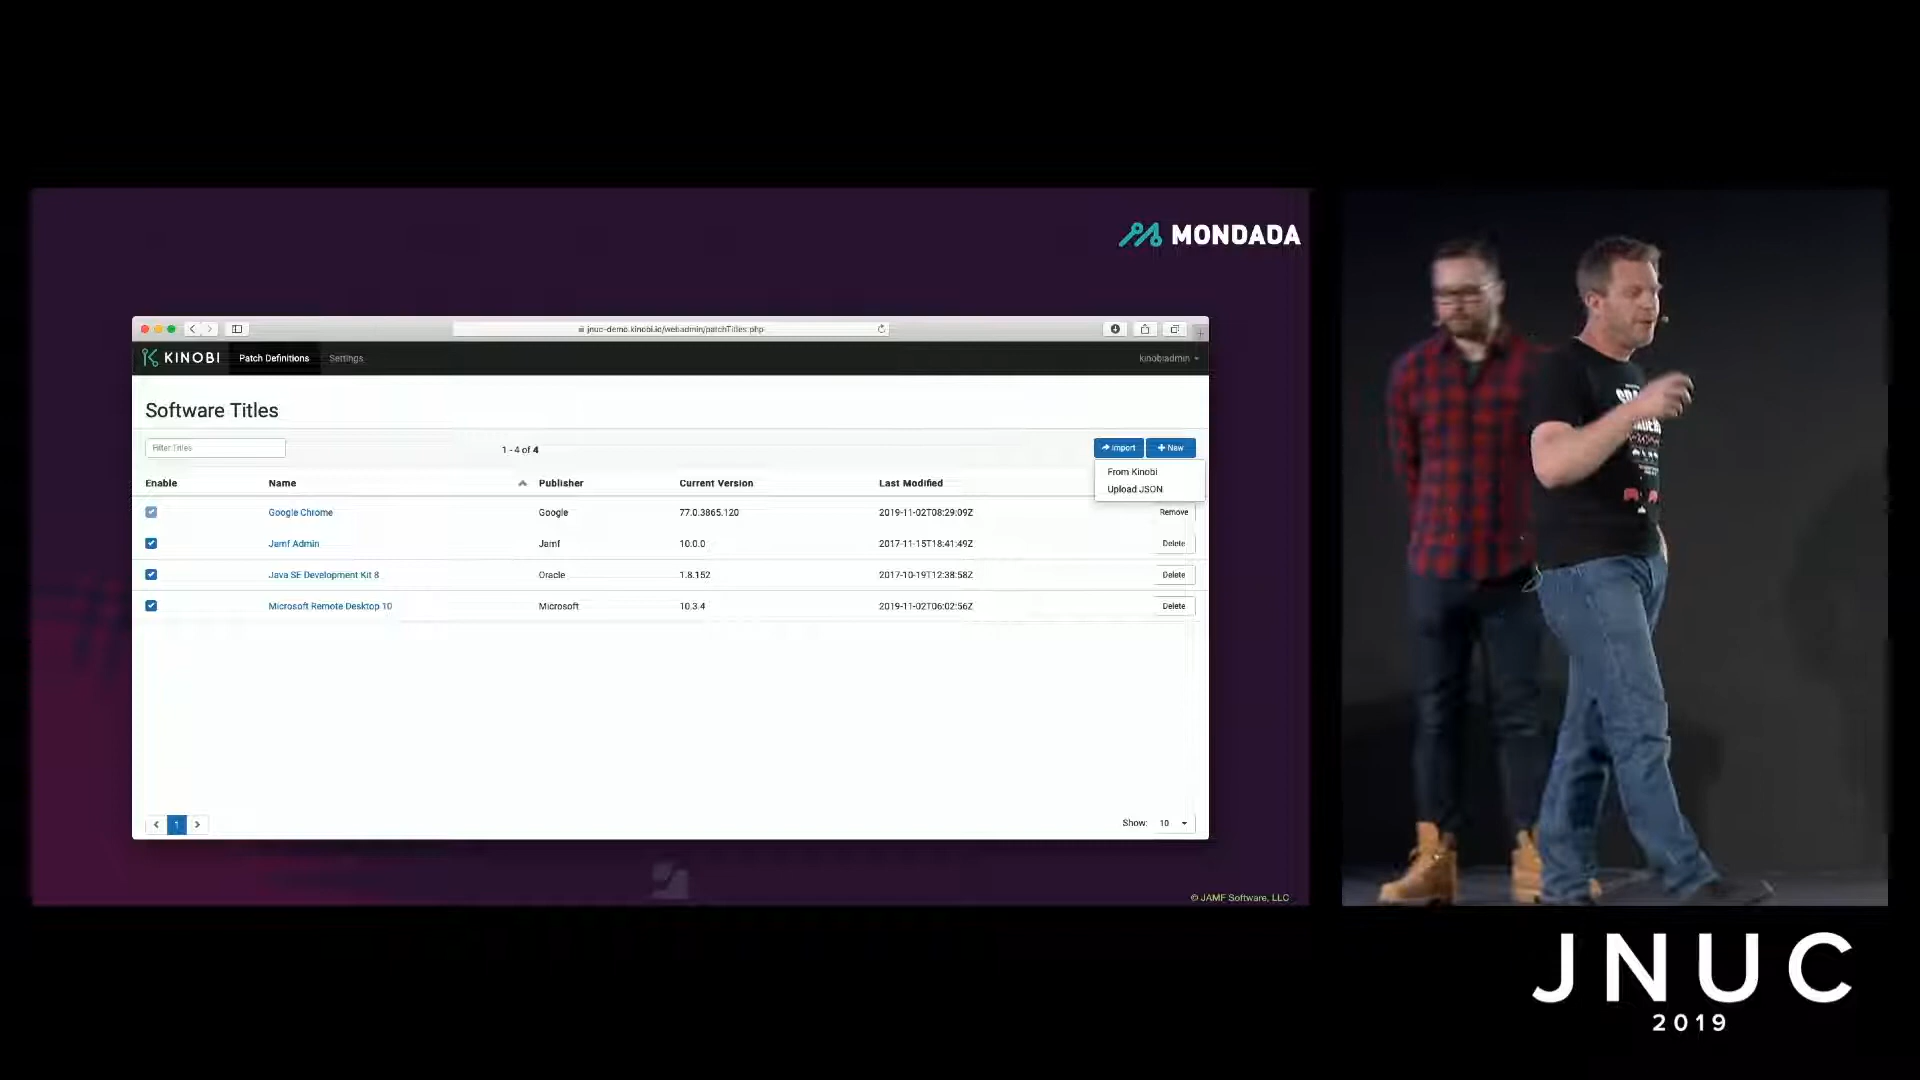 MONDADA
jnuc-demo.kinobi.io/webadmin/patchTitles.php
KINOBI Patch Definitions Settings kinobiadmin
Software Titles
Filter Titles 1 - 4 of 4 Import + New
From Kinobi
Upload JSON
Enable Name Publisher Current Version Last Modified
Google Chrome Google 77.0.3865.120 2019-11-02T08:29:09Z Remove
Jamf Admin Jamf 10.0.0 2017-11-15T18:41:49Z Delete
Java SE Development Kit 8 Oracle 1.8.152 2017-10-19T12:38:58Z Delete
Microsoft Remote Desktop 10 Microsoft 10.3.4 2019-11-02T06:02:56Z Delete
1 Show: 10
© JAMF Software, LLC
JNUC
2019